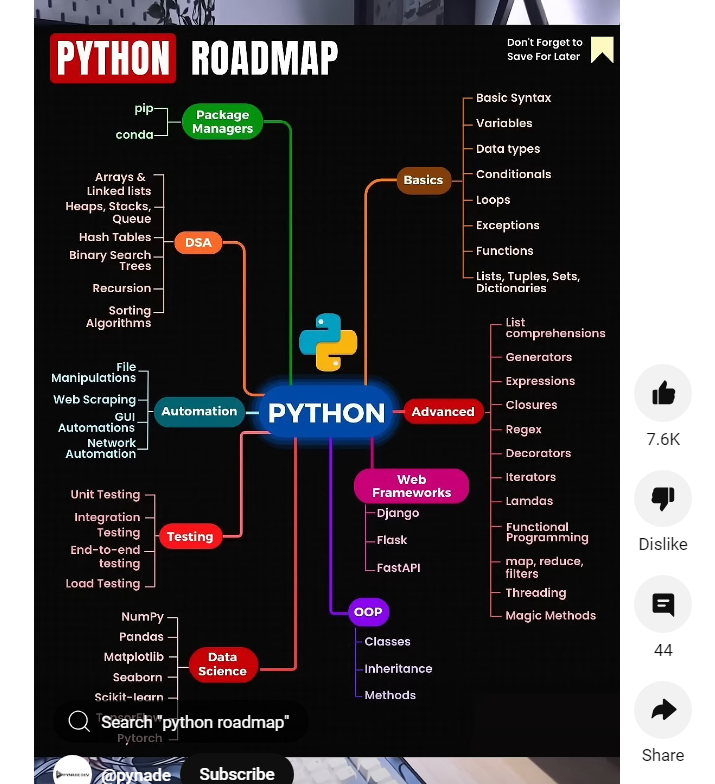 PYTHON ROADMAP
Don't Forget to
Save For Later
Package
Managers
pip
conda
Basics
Basic Syntax
Variables
Data types
Conditionals
Loops
Exceptions
Functions
Lists, Tuples, Sets,
Dictionaries
DSA
Arrays &
Linked lists
Heaps, Stacks,
Queue
Hash Tables
Binary Search
Trees
Recursion
Sorting
Algorithms
Automation
File
Manipulations
Web Scraping
GUI
Automations
Network
Automation
PYTHON
Advanced
List
comprehensions
Generators
Expressions
Closures
Regex
Decorators
Iterators
Lamdas
Functional
Programming
map, reduce,
filters
Threading
Magic Methods
Web
Frameworks
Django
Flask
FastAPI
Testing
Unit Testing
Integration
Testing
End-to-end
testing
Load Testing
OOP
Classes
Inheritance
Methods
Data
Science
NumPy
Pandas
Matplotlib
Seaborn
Scikit-learn
TensorFlow
Pytorch
Search "python roadmap"
@pynade
Subscribe
7.6K
Dislike
44
Share